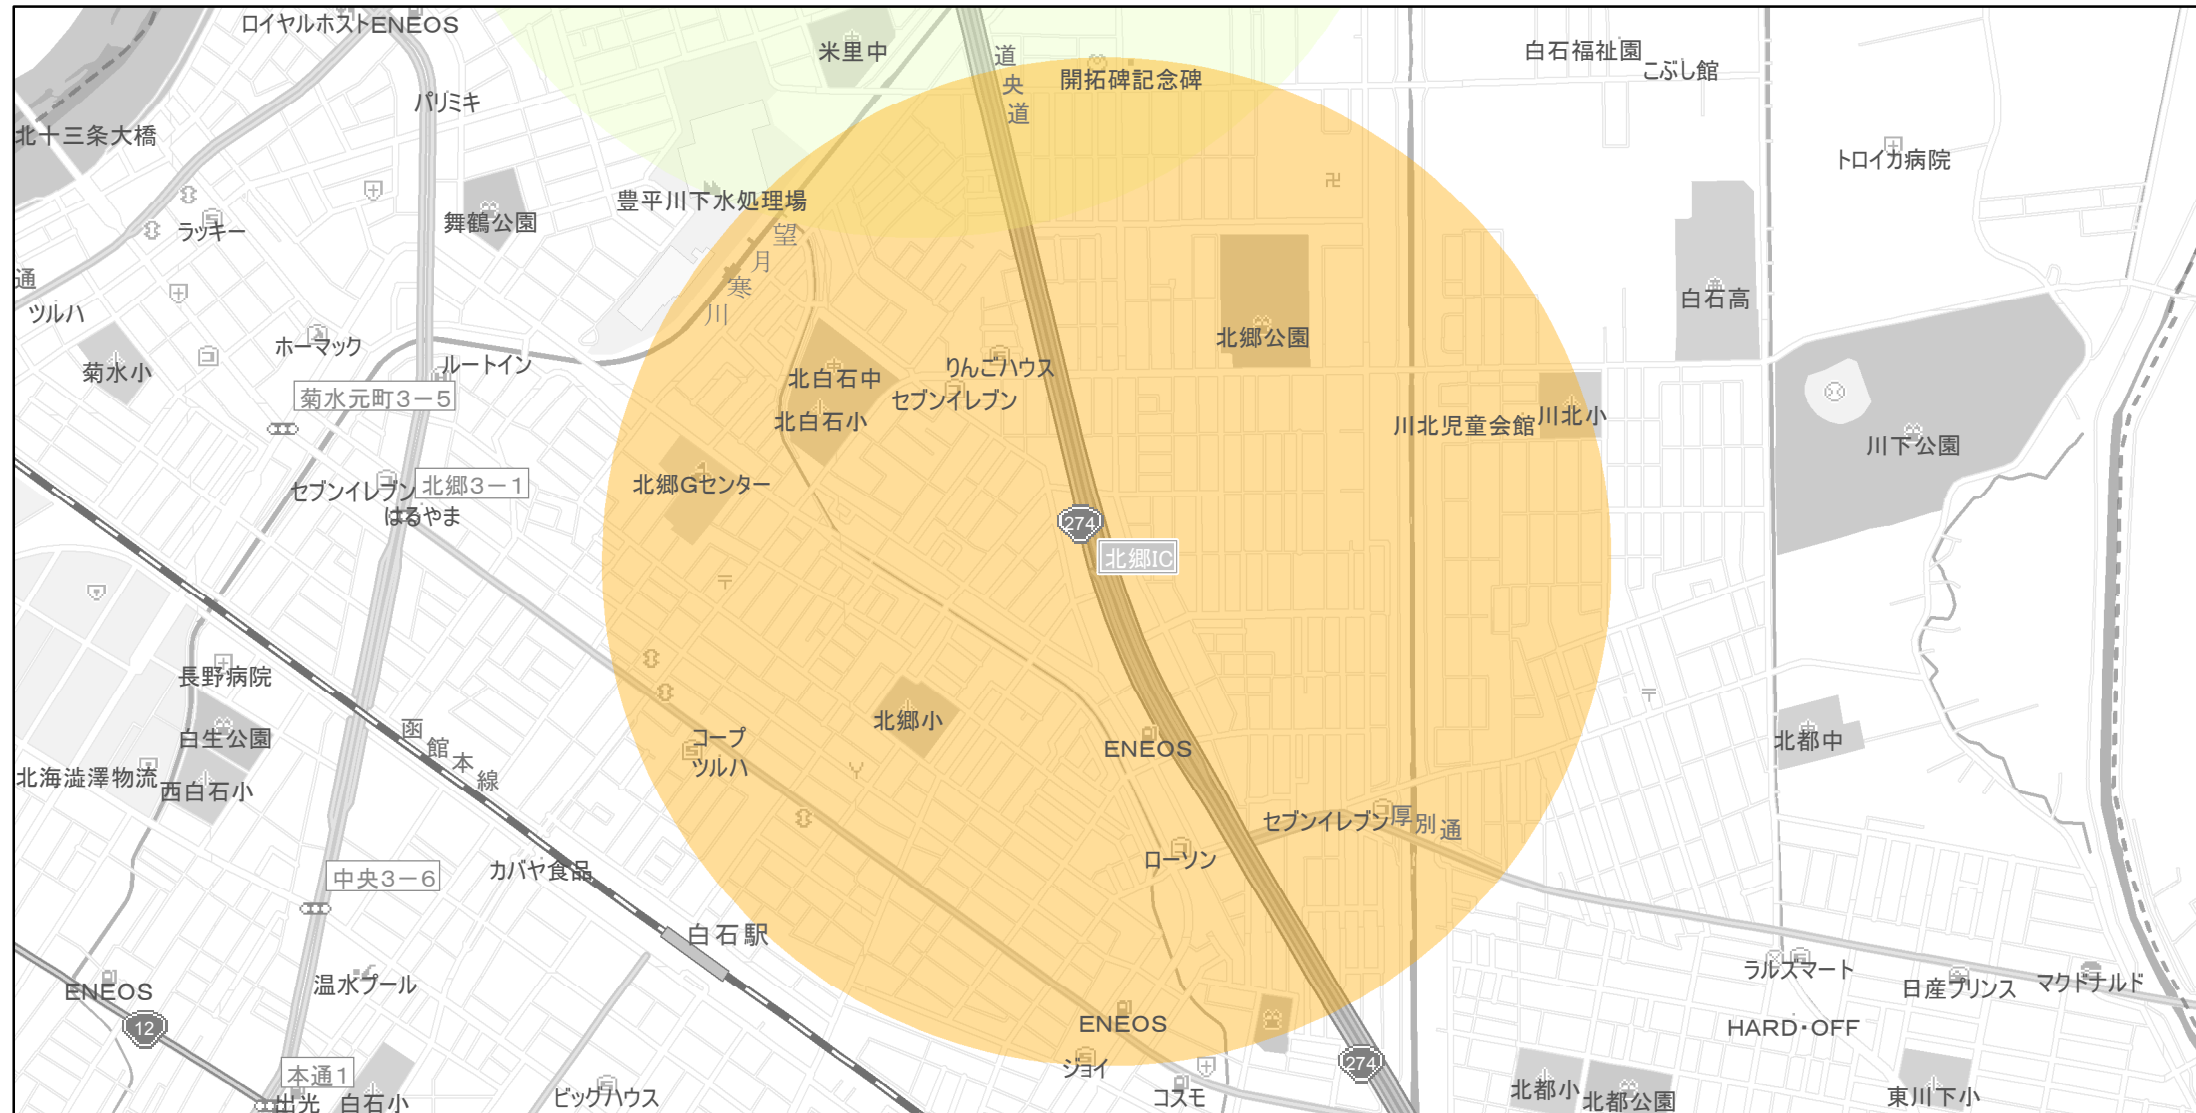 ロイヤルホスト
ENEOS
米里中
道央道
開拓碑記念碑
白石福祉園
こぶし館
パリミキ
北十三条大橋
トロイカ病院
豊平川下水処理場
舞鶴公園
ラッキー
望月寒川
通
ツルハ
白石高
ホーマック
北郷公園
菊水小
ルートイン
りんごハウス
北白石中
セブンイレブン
菊水元町3-5
北白石小
川北児童会館
川北小
川下公園
北郷Gセンター
セブンイレブン
北郷3-1
はるやま
274
北郷IC
長野病院
函館本線
北郷小
白生公園
コープ
ツルハ
ENEOS
北都中
北海澁澤物流
西白石小
セブンイレブン
厚別通
ローソン
カバヤ食品
中央3-6
白石駅
ラルズマート
温水プール
日産プリンス
マクドナルド
ENEOS
12
ENEOS
HARD・OFF
274
ジョイ
本通1
出光
白石小
ビッグハウス
コスモ
北都小
北都公園
東川下小